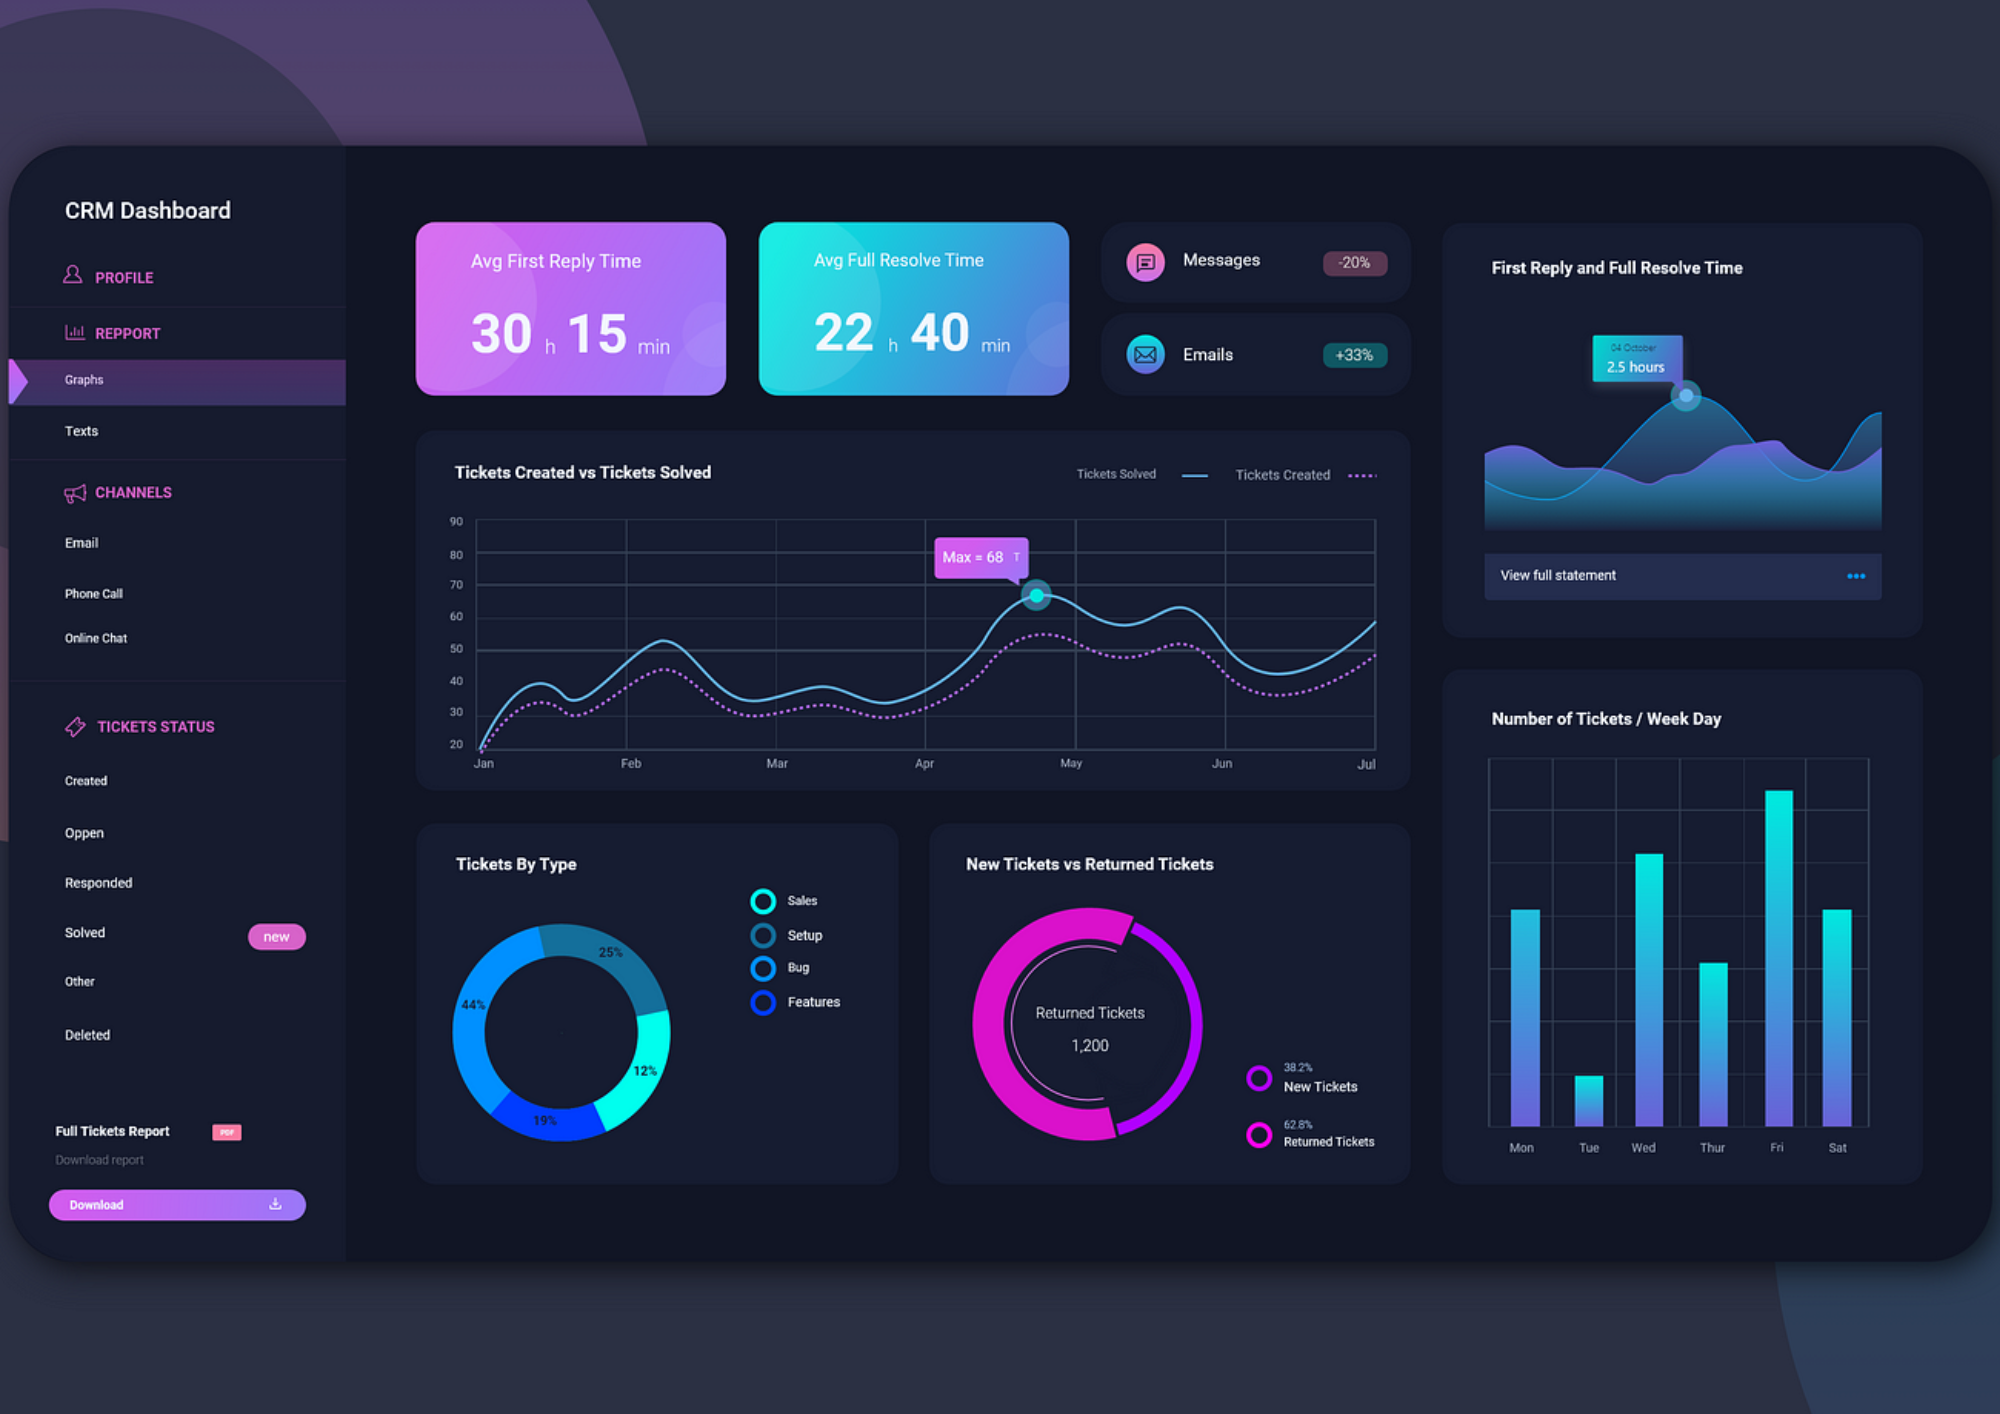 CRM Dashboard
PROFILE
REPPORT
Graphs
Texts
CHANNELS
Email
Phone Call
Online Chat
TICKETS STATUS
Created
Oppen
Responded
Solved new
Other
Deleted
Full Tickets Report PDF
Download report
Download
Avg First Reply Time
30 h 15 min
Avg Full Resolve Time
22 h 40 min
Messages -20%
Emails +33%
Tickets Created vs Tickets Solved
Tickets Solved Tickets Created
90
80
70
60
50
40
30
20
Max = 68 T
Jan Feb Mar Apr May Jun Jul
Tickets By Type
25%
44%
12%
19%
Sales
Setup
Bug
Features
New Tickets vs Returned Tickets
Returned Tickets
1,200
38.2%
New Tickets
62.8%
Returned Tickets
First Reply and Full Resolve Time
04 October
2.5 hours
View full statement
Number of Tickets / Week Day
Mon Tue Wed Thur Fri Sat